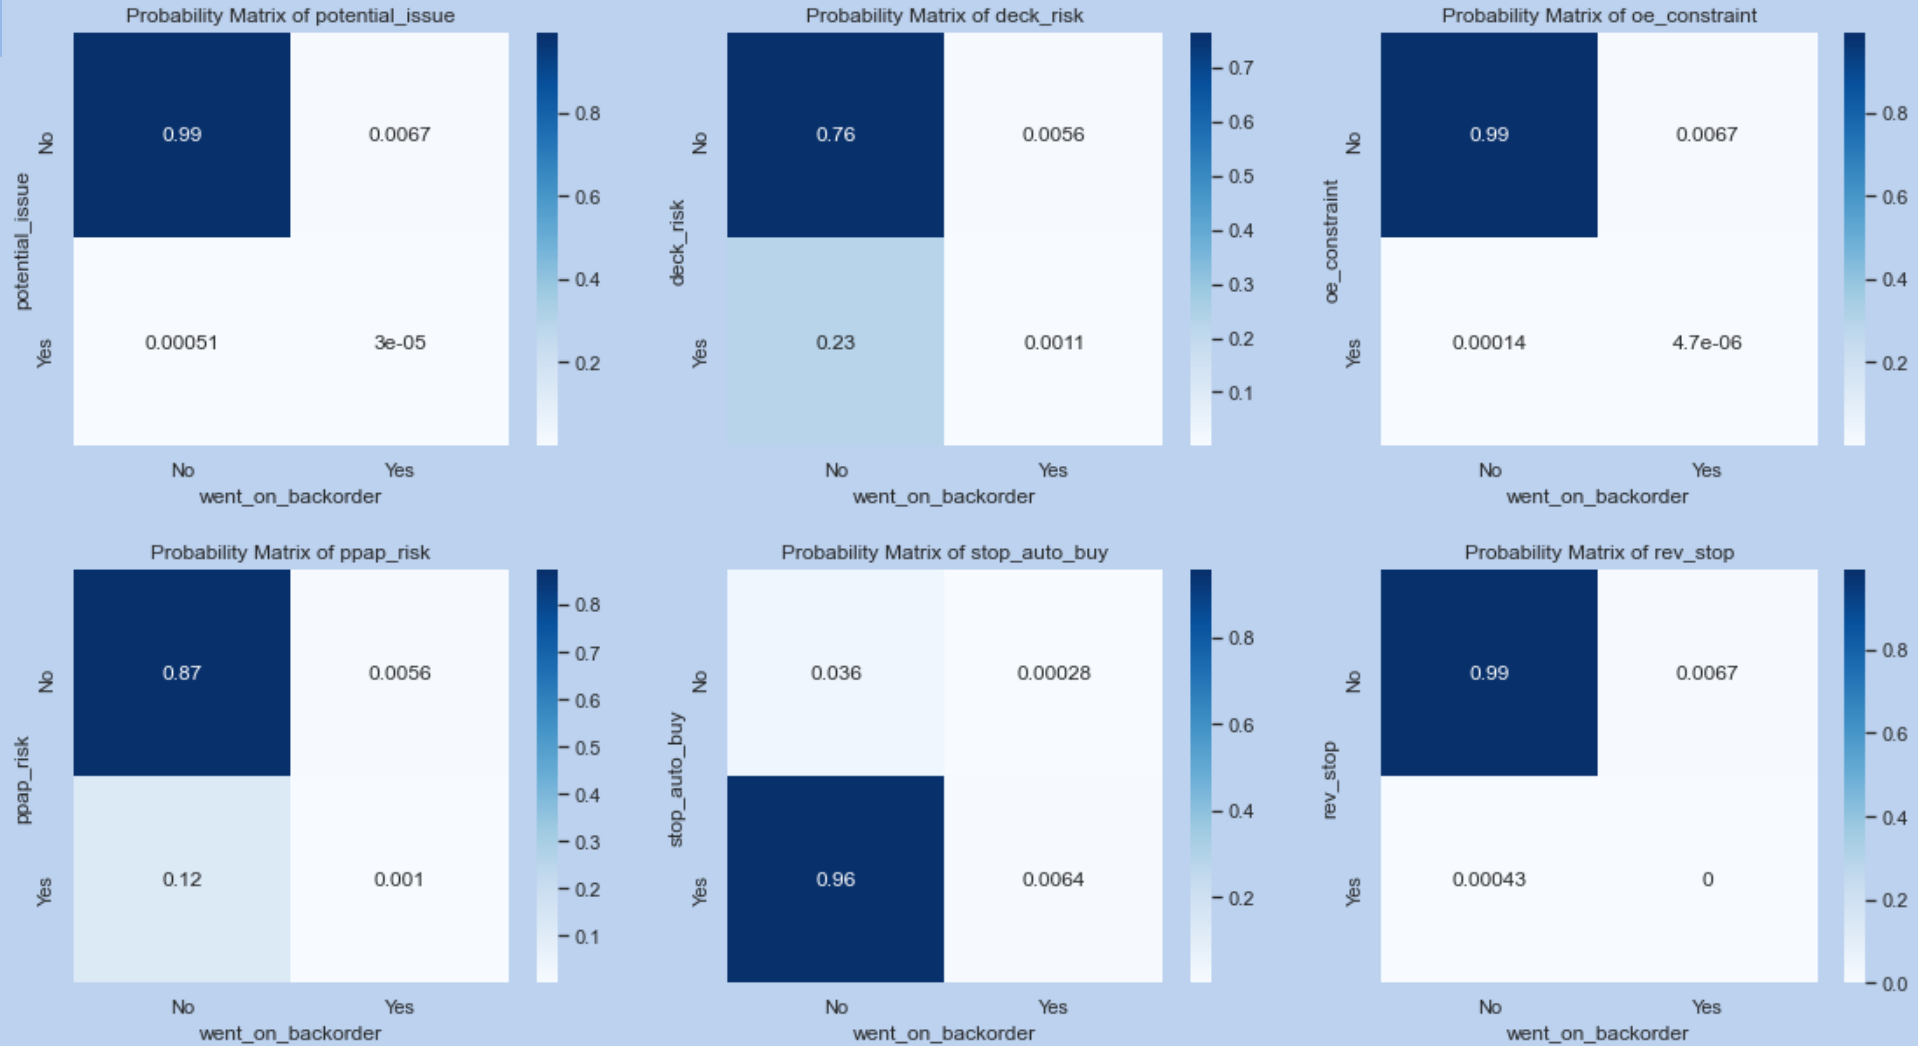 Probability Matrix of potential_issue
potential_issue
No
Yes
0.99
0.0067
0.00051
3e-05
No
Yes
went_on_backorder
0.8
0.6
0.4
0.2
Probability Matrix of deck_risk
deck_risk
No
Yes
0.76
0.0056
0.23
0.0011
No
Yes
went_on_backorder
0.7
0.6
0.5
0.4
0.3
0.2
0.1
Probability Matrix of oe_constraint
oe_constraint
No
Yes
0.99
0.0067
0.00014
4.7e-06
No
Yes
went_on_backorder
0.8
0.6
0.4
0.2
Probability Matrix of ppap_risk
ppap_risk
No
Yes
0.87
0.0056
0.12
0.001
No
Yes
went_on_backorder
0.8
0.7
0.6
0.5
0.4
0.3
0.2
0.1
Probability Matrix of stop_auto_buy
stop_auto_buy
No
Yes
0.036
0.00028
0.96
0.0064
No
Yes
went_on_backorder
0.8
0.6
0.4
0.2
Probability Matrix of rev_stop
rev_stop
No
Yes
0.99
0.0067
0.00043
0
No
Yes
went_on_backorder
0.8
0.6
0.4
0.2
0.0